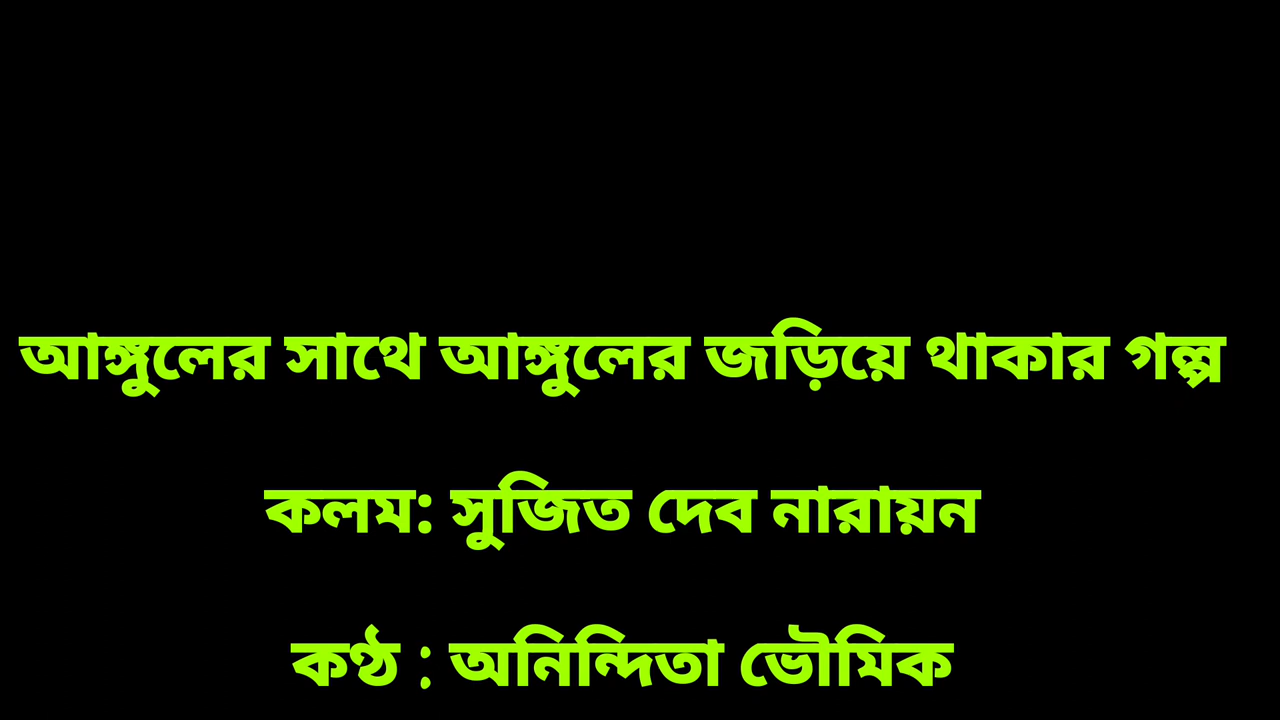 আঙ্গুলের সাথে আঙ্গুলের জড়িয়ে থাকার গল্প
কলম: সুজিত দেব নারায়ন
কণ্ঠ : অনিন্দিতা ভৌমিক